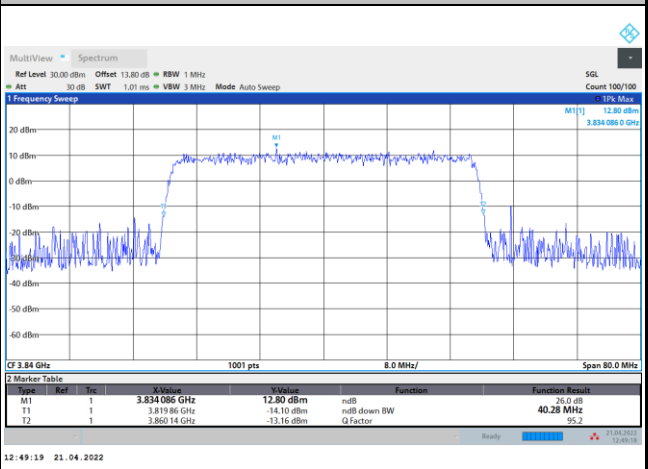 MultiView Spectrum
Ref Level 30.00 dBm Offset 13.80 dB RBW 1 MHz SGL
Att 30 dB SWT 1.01 ms VBW 3 MHz Mode Auto Sweep Count 100/100
1 Frequency Sweep 1Pk Max
M1[1] 12.80 dBm
3.834 086 0 GHz
M1
20 dBm
10 dBm
0 dBm
-10 dBm
-20 dBm
-30 dBm
-40 dBm
-50 dBm
-60 dBm
CF 3.84 GHz 1001 pts 8.0 MHz/ Span 80.0 MHz
2 Marker Table
Type Ref Trc X-Value Y-Value Function Function Result
M1 1 3.834 086 GHz 12.80 dBm ndB 26.0 dB
T1 1 3.819 86 GHz -14.10 dBm ndB down BW 40.28 MHz
T2 1 3.860 14 GHz -13.16 dBm Q Factor 95.2
Ready 21.04.2022
12:49:18
12:49:19 21.04.2022